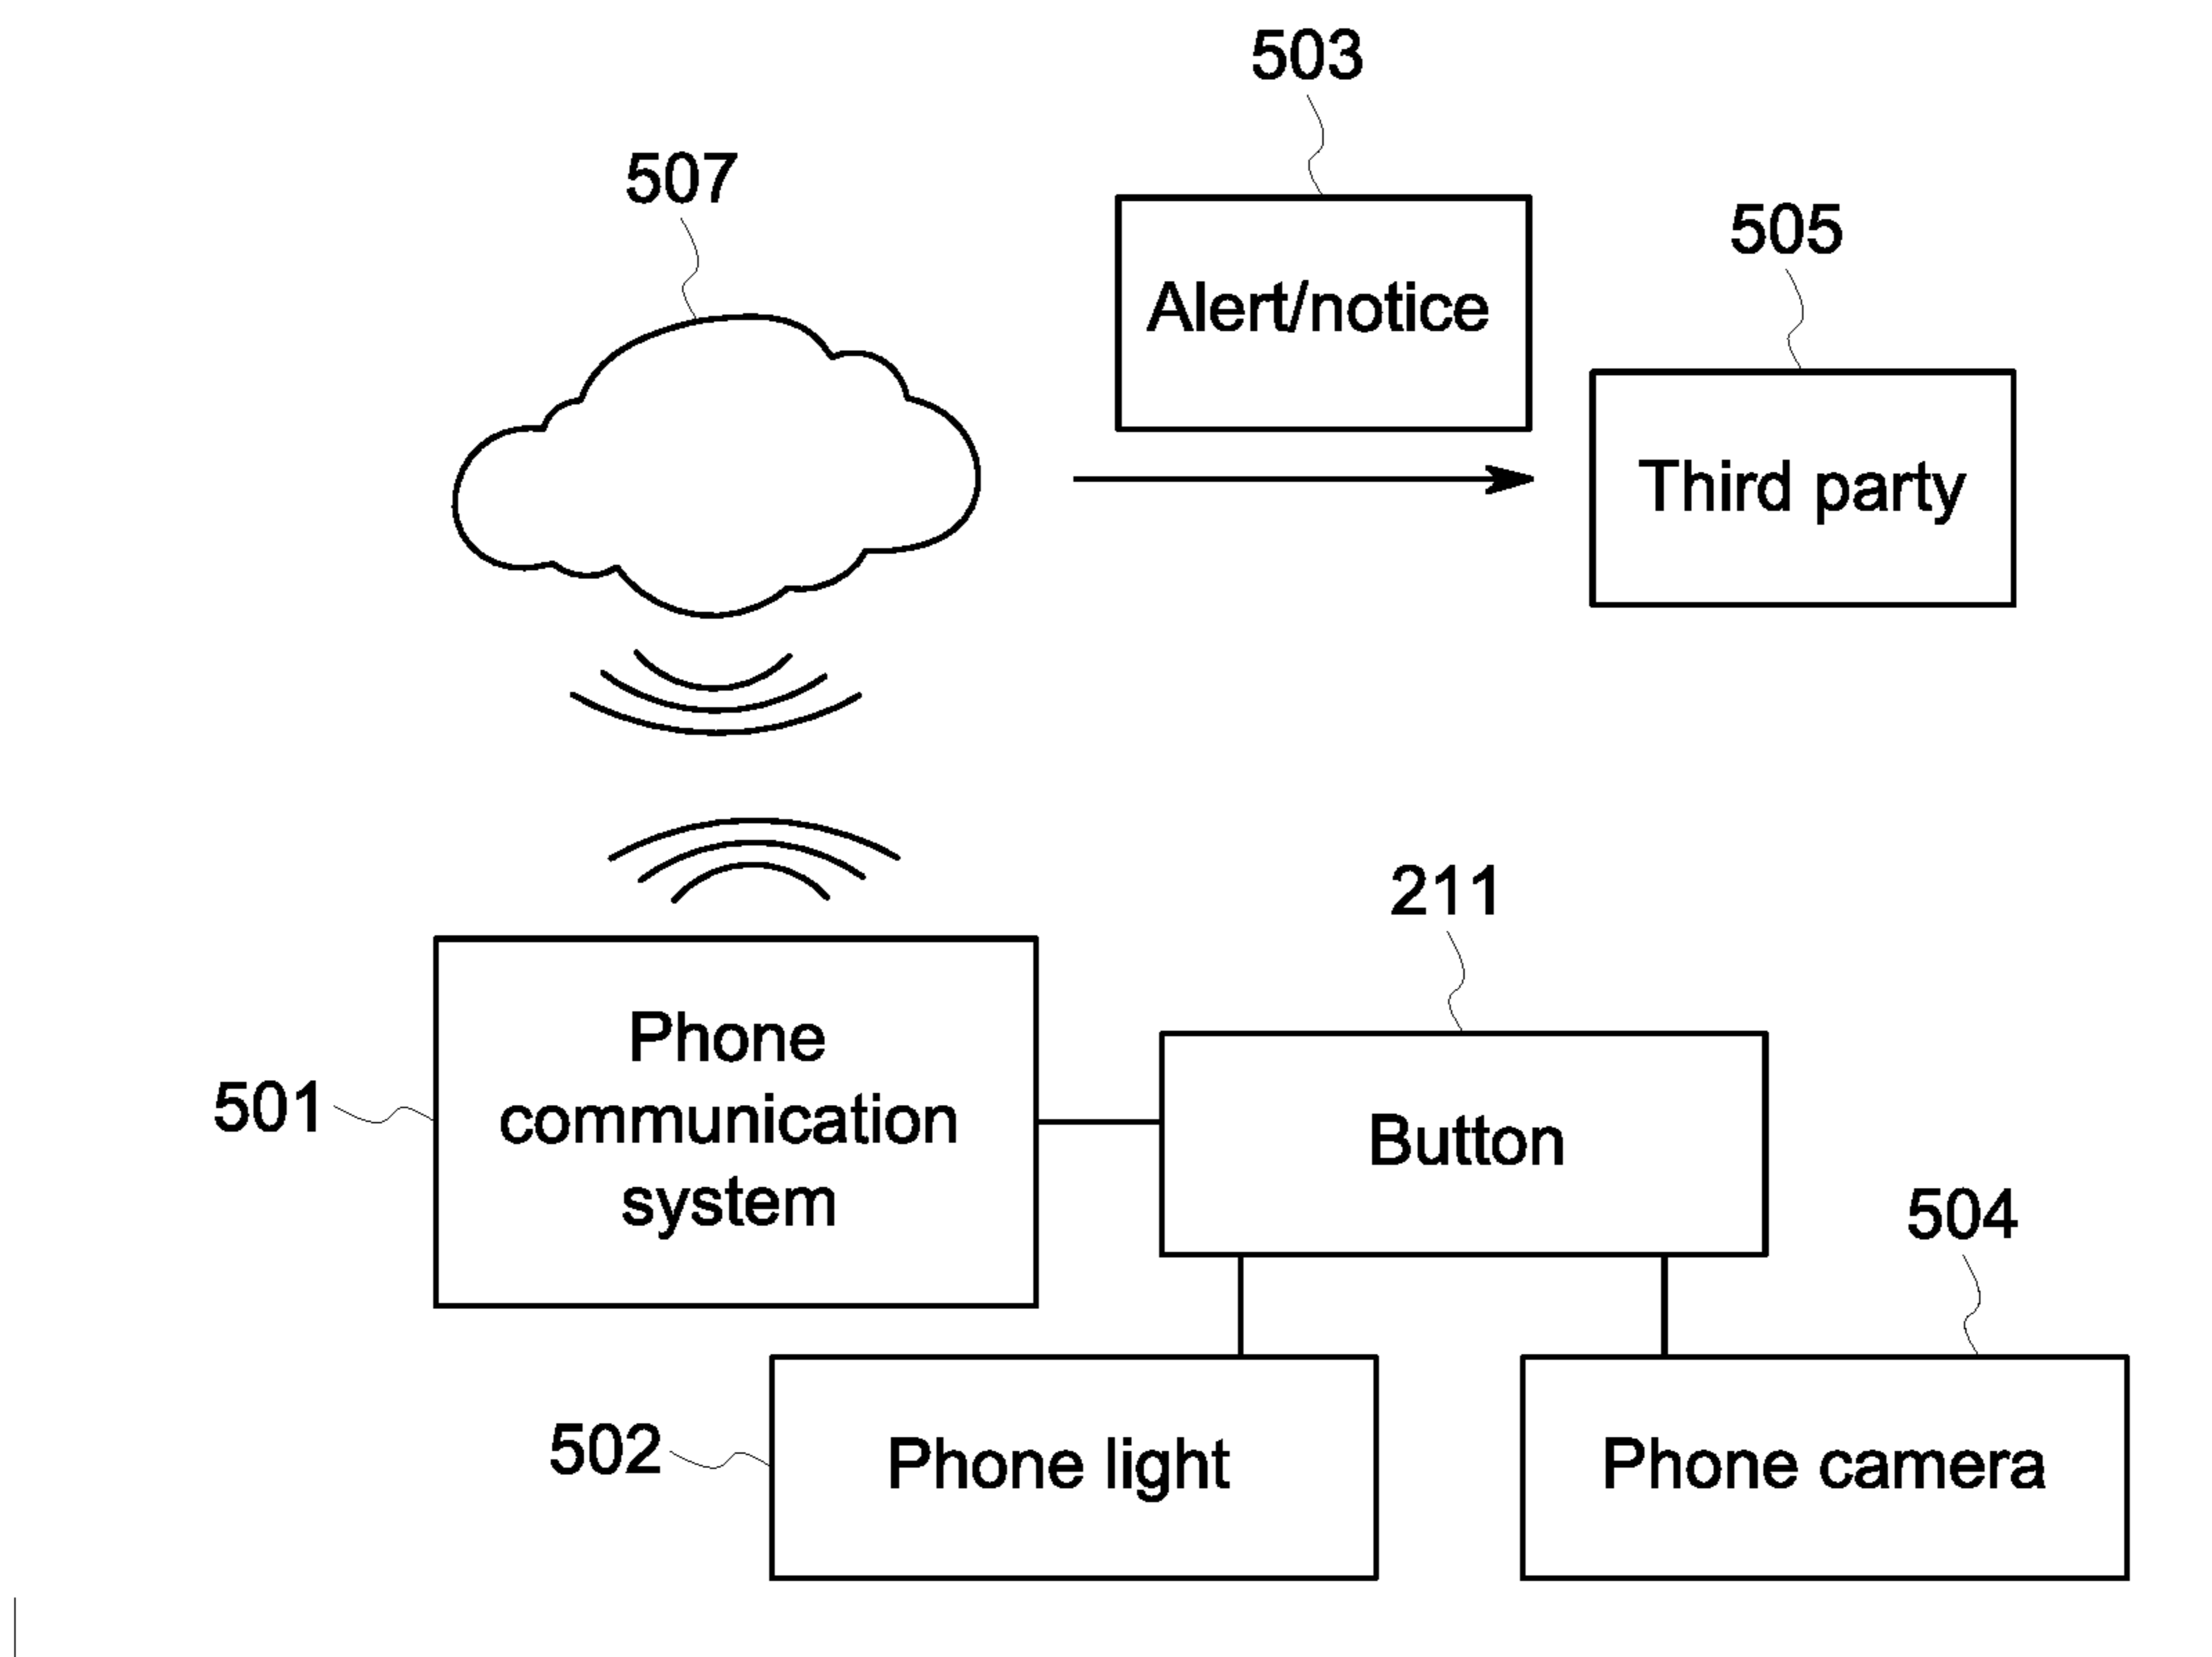 503
507
505
Alert/notice
Third party
211
Phone
communication
system
501
Button
504
502
Phone light
Phone camera